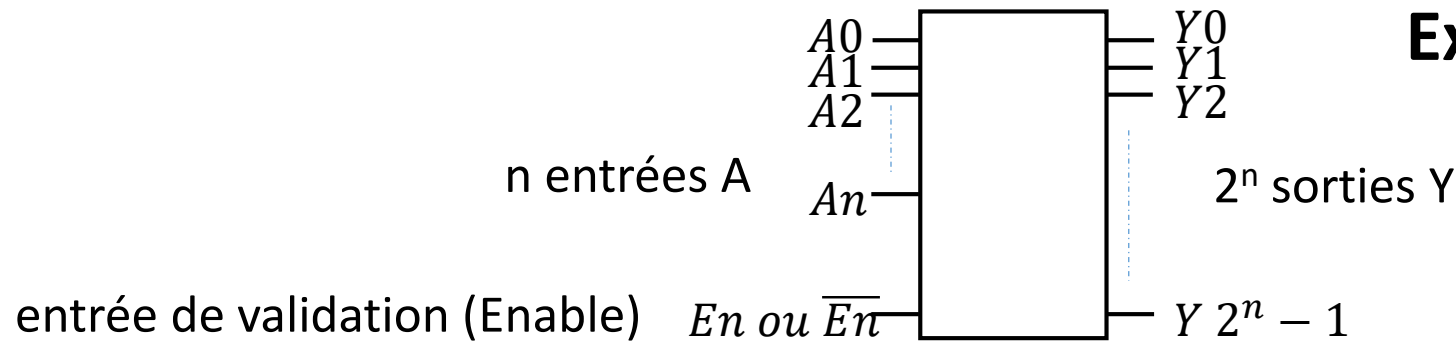 A0
Y0
Ex
A1
Y1
A2
Y2
n entrées A
An
2ⁿ sorties Y
entrée de validation (Enable)
En ou E̅n̅
Y 2ⁿ − 1